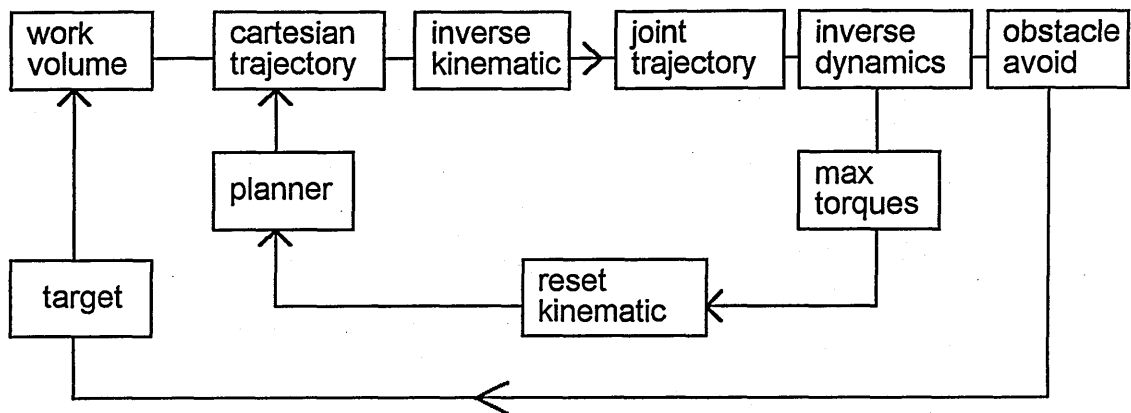 work
volume
cartesian
trajectory
inverse
kinematic
joint
trajectory
inverse
dynamics
obstacle
avoid
planner
max
torques
target
reset
kinematic